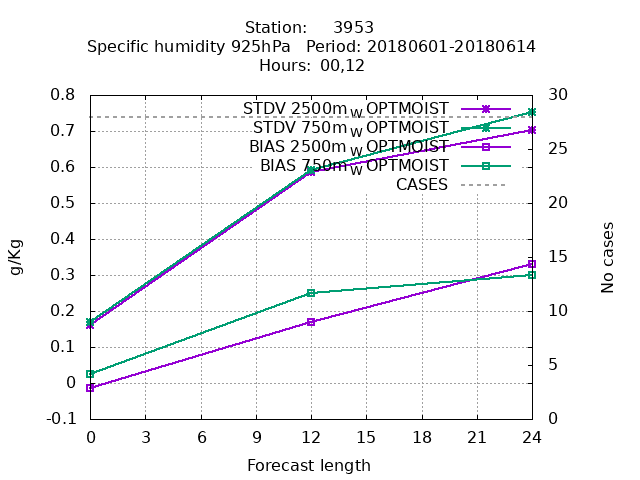 Station: 3953
Specific humidity 925hPa Period: 20180601-20180614
Hours: 00,12
0.8
0.7
0.6
0.5
0.4
0.3
0.2
0.1
0
-0.1
g/Kg
STDV 2500m_W OPTMOIST
STDV 750m_W OPTMOIST
BIAS 2500m_W OPTMOIST
BIAS 750m_W OPTMOIST
CASES
30
25
20
15
10
5
0
No cases
0 3 6 9 12 15 18 21 24
Forecast length